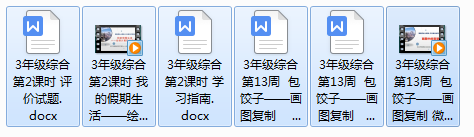 W
3年级综合
第2课时 评
价试题.
docx
3年级综合
第2课时 我
的假期生
活——绘...
W
3年级综合
第2课时 学
习指南.
docx
W
3年级综合
第13周  包
饺子——画
图复制    ...
W
3年级综合
第13周  包
饺子——画
图复制    ...
3年级综合
第13周  包
饺子——画
图复制 微...